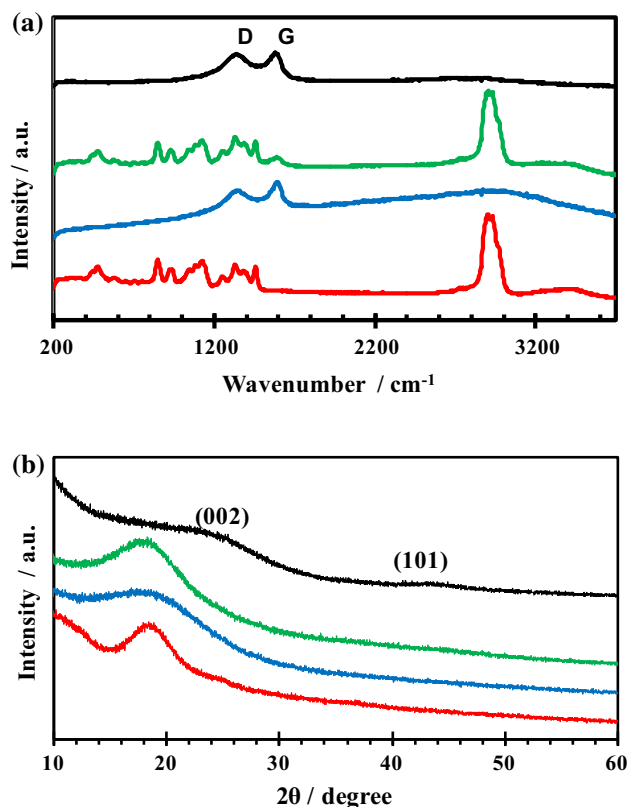 (a)
D G
Intensity / a.u.
200 1200 2200 3200
Wavenumber / cm-1
(b)
(002)
(101)
Intensity / a.u.
10 20 30 40 50 60
2θ / degree